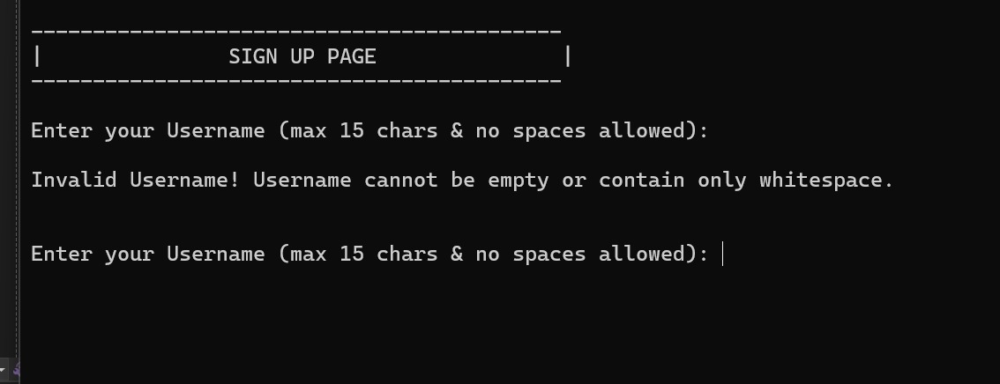 -------------------------------------------
|               SIGN UP PAGE               |
-------------------------------------------
Enter your Username (max 15 chars & no spaces allowed):
Invalid Username! Username cannot be empty or contain only whitespace.
Enter your Username (max 15 chars & no spaces allowed):